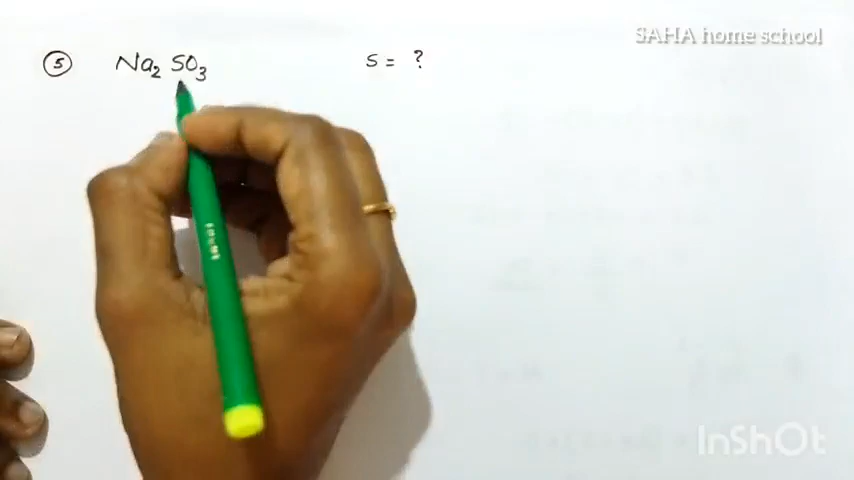 SAHA home school
⑤ Na₂ SO₃ S = ?
InShOt